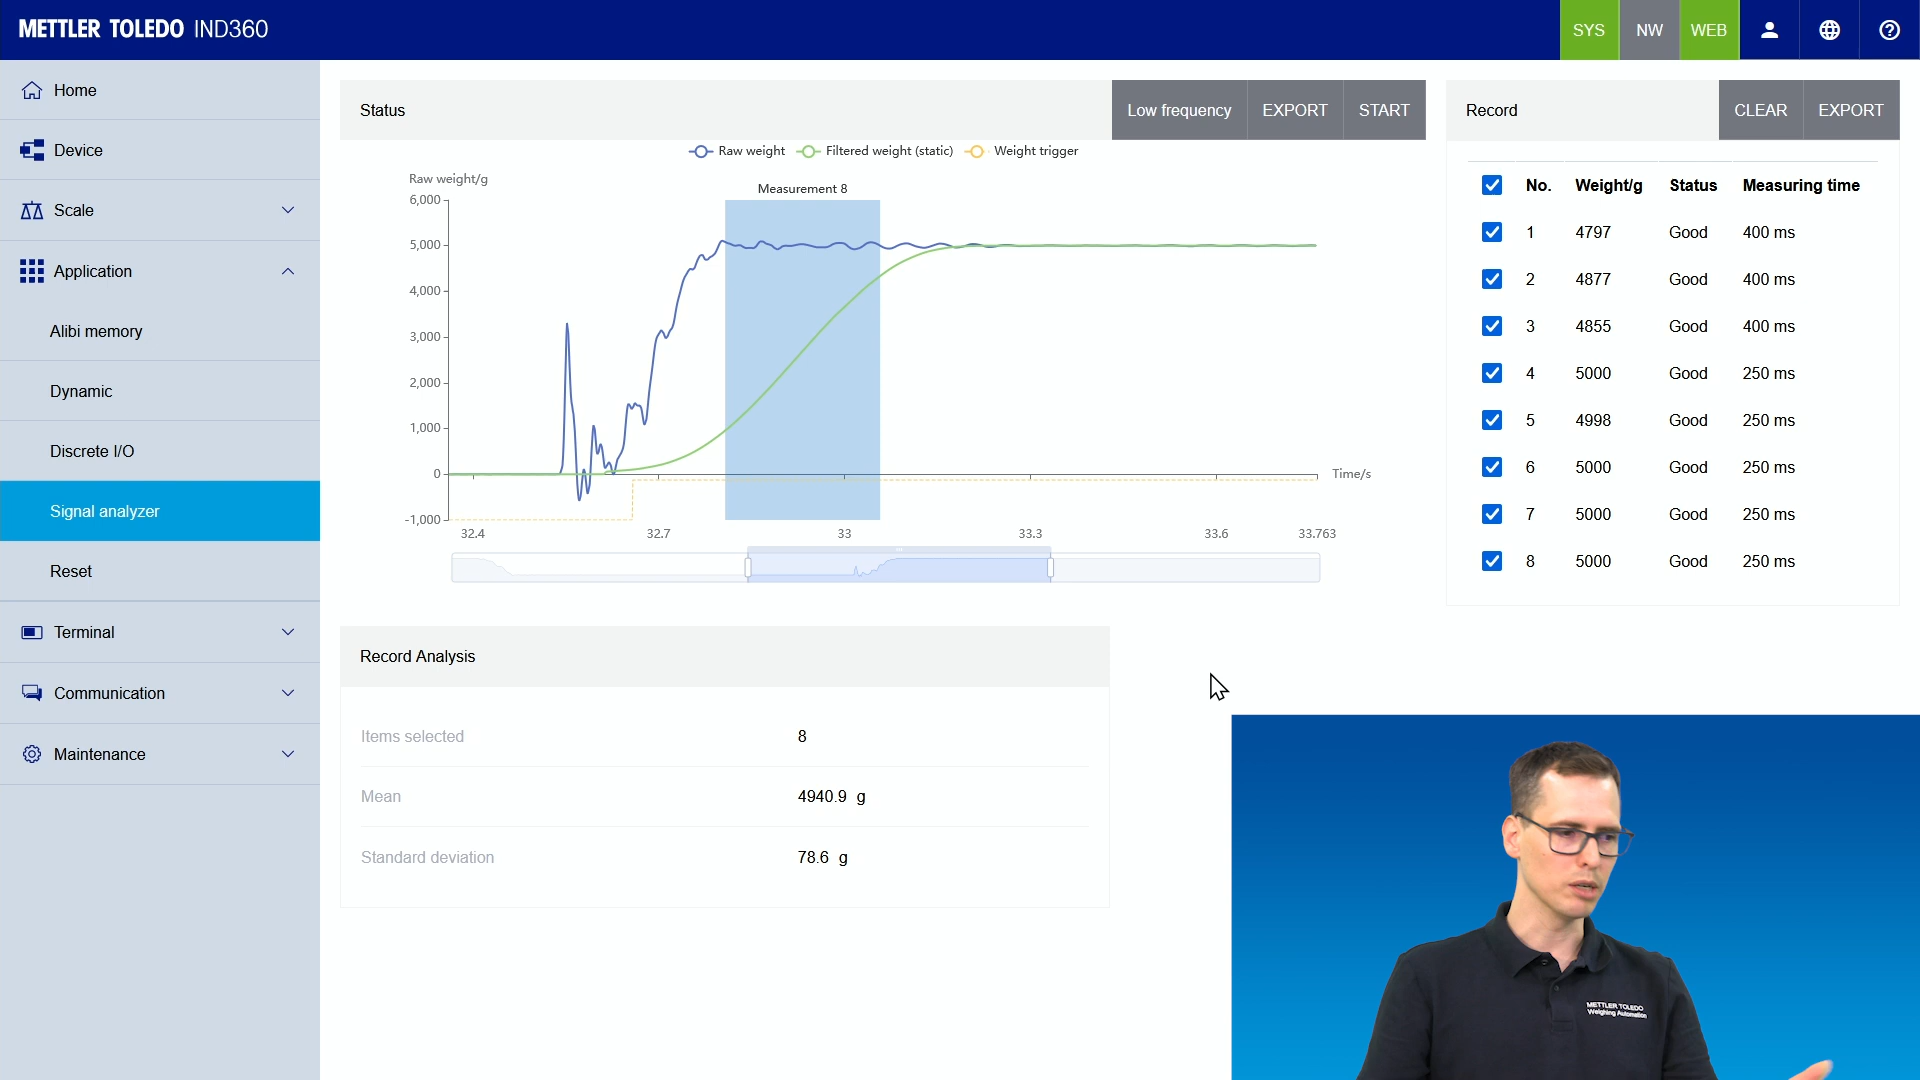 METTLER TOLEDO IND360
SYS
NW
WEB
Home
Device
Scale
Application
Alibi memory
Dynamic
Discrete I/O
Signal analyzer
Reset
Terminal
Communication
Maintenance
Status
Low frequency
EXPORT
START
Raw weight
Filtered weight (static)
Weight trigger
Raw weight/g
Measurement 8
6,000
5,000
4,000
3,000
2,000
1,000
0
-1,000
Time/s
32.4
32.7
33
33.3
33.6
33.763
Record
CLEAR
EXPORT
No. Weight/g Status Measuring time
1 4797 Good 400 ms
2 4877 Good 400 ms
3 4855 Good 400 ms
4 5000 Good 250 ms
5 4998 Good 250 ms
6 5000 Good 250 ms
7 5000 Good 250 ms
8 5000 Good 250 ms
Record Analysis
Items selected 8
Mean 4940.9 g
Standard deviation 78.6 g
METTLER TOLEDO
Weighing Automation